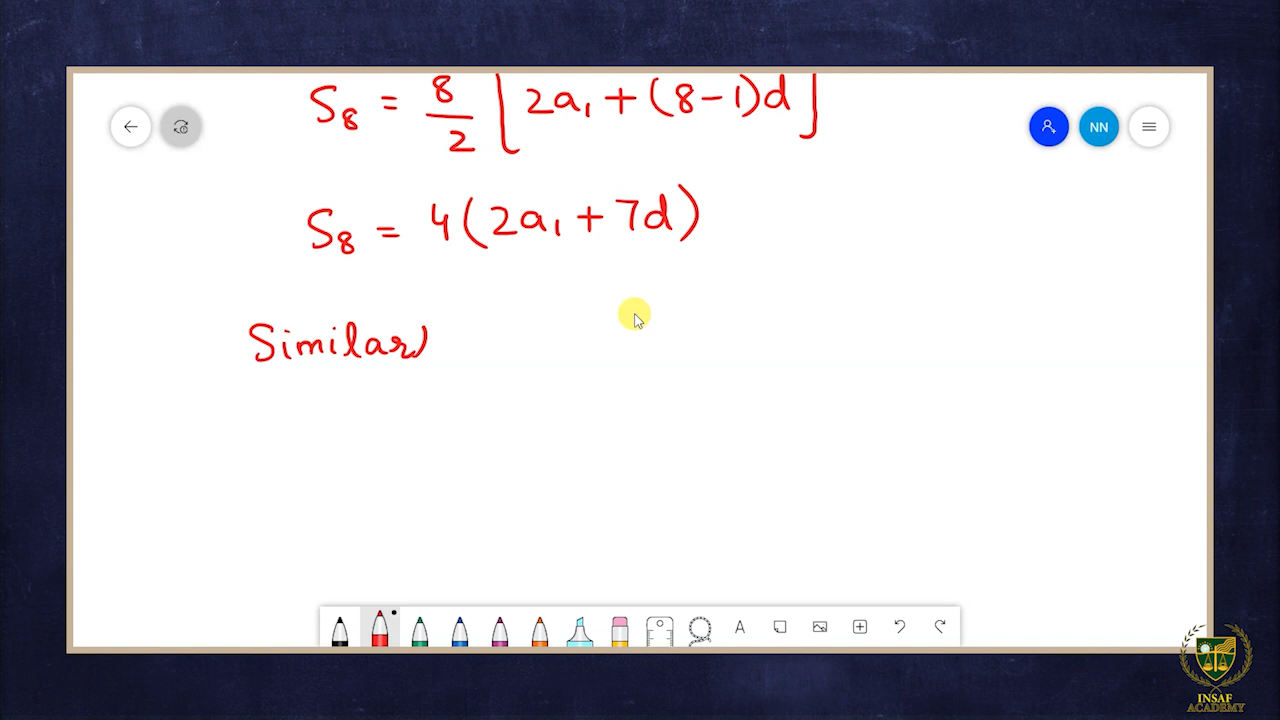 S₈ = 8/2 [2a₁ + (8-1)d]
NN
S₈ = 4(2a₁ + 7d)
Similar
A
INSAF
ACADEMY